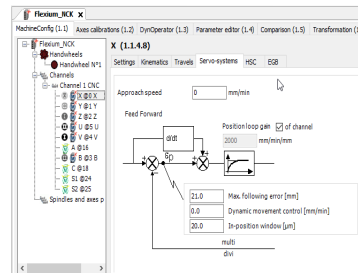 Flexium_NCK x
MachineConfig (1.1) Axes calibrations (1.2) DynOperator (1.3) Parameter editor (1.4) Comparison (1.5) Transformation (1
Flexium_NCK
Handwheels
Handwheel N°1
Channels
Channel 1 CNC
X @0 X
Y @1 Y
Z @2 Z
U @5 U
V @4 V
A @16
B @03 B
C @18
S1 @24
S2 @25
Spindles and axes p
X (1.1.4.8)
Settings Kinematics Travels Servo-systems HSC EGB
Approach speed 0 mm/min
Feed Forward
Position loop gain of channel
d/dt
2000 mm/min/mm
21.0 Max. following error [mm]
0.0 Dynamic movement control [mm/min]
20.0 In-position window [µm]
multi
divi